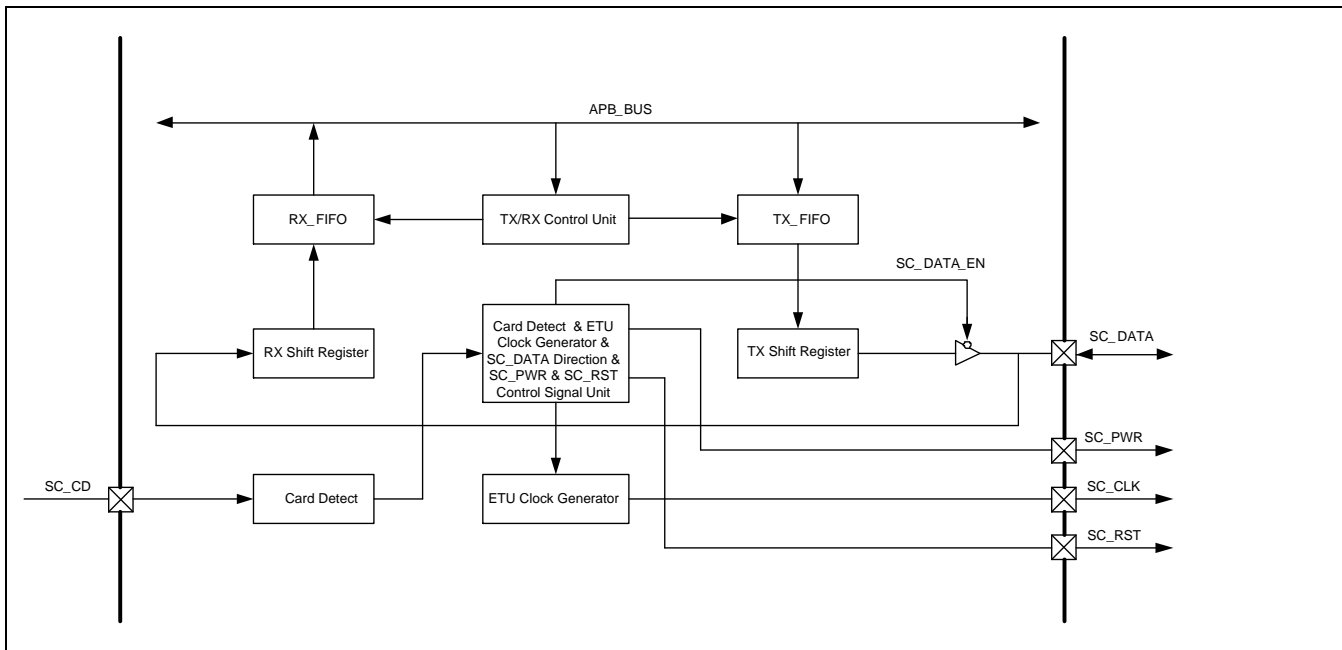 APB_BUS
RX_FIFO
TX/RX Control Unit
TX_FIFO
SC_DATA_EN
RX Shift Register
Card Detect & ETU
Clock Generator &
SC_DATA Direction &
SC_PWR & SC_RST
Control Signal Unit
TX Shift Register
SC_DATA
SC_PWR
SC_CD
Card Detect
ETU Clock Generator
SC_CLK
SC_RST